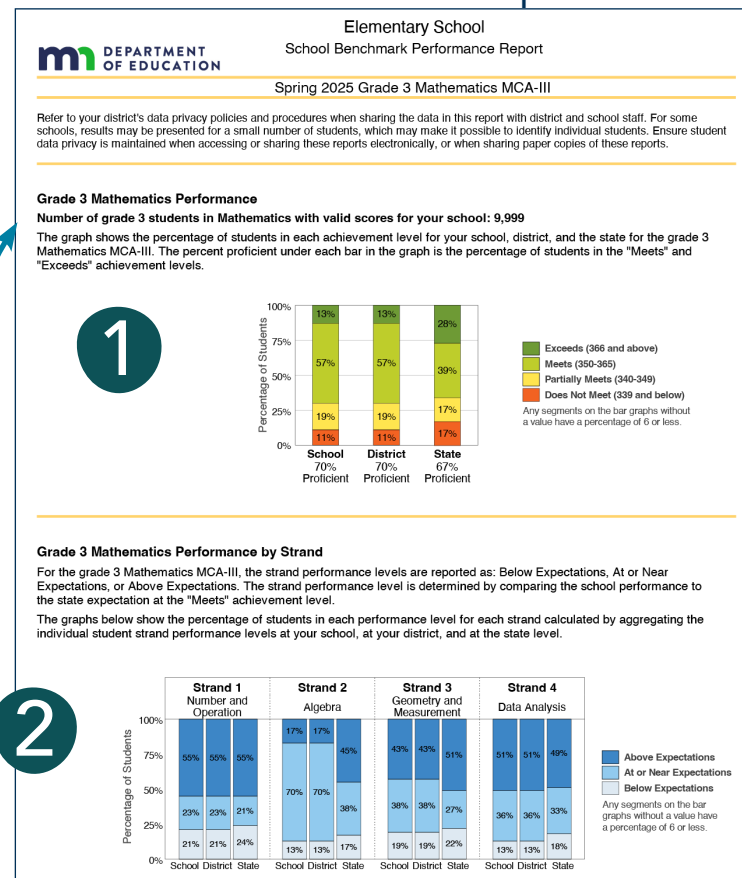 Elementary School
School Benchmark Performance Report
mn DEPARTMENT
OF EDUCATION
Spring 2025 Grade 3 Mathematics MCA-III
Refer to your district's data privacy policies and procedures when sharing the data in this report with district and school staff. For some
schools, results may be presented for a small number of students, which may make it possible to identify individual students. Ensure student
data privacy is maintained when accessing or sharing these reports electronically, or when sharing paper copies of these reports.
Grade 3 Mathematics Performance
Number of grade 3 students in Mathematics with valid scores for your school: 9,999
The graph shows the percentage of students in each achievement level for your school, district, and the state for the grade 3
Mathematics MCA-III. The percent proficient under each bar in the graph is the percentage of students in the "Meets" and
"Exceeds" achievement levels.
1
Percentage of Students
100%
75%
50%
25%
0%
13% 13% 28%
57% 57% 39%
19% 19% 17%
11% 11% 17%
School District State
70% 70% 67%
Proficient Proficient Proficient
Exceeds (366 and above)
Meets (350-365)
Partially Meets (340-349)
Does Not Meet (339 and below)
Any segments on the bar graphs without
a value have a percentage of 6 or less.
Grade 3 Mathematics Performance by Strand
For the grade 3 Mathematics MCA-III, the strand performance levels are reported as: Below Expectations, At or Near
Expectations, or Above Expectations. The strand performance level is determined by comparing the school performance to
the state expectation at the "Meets" achievement level.
The graphs below show the percentage of students in each performance level for each strand calculated by aggregating the
individual student strand performance levels at your school, at your district, and at the state level.
2
Strand 1 Strand 2 Strand 3 Strand 4
Number and Operation Algebra Geometry and Measurement Data Analysis
Percentage of Students
100%
75%
50%
25%
0%
55% 55% 55% 17% 17% 45% 43% 43% 51% 51% 51% 49%
23% 23% 21% 70% 70% 38% 38% 38% 27% 36% 36% 33%
21% 21% 24% 13% 13% 17% 19% 19% 22% 13% 13% 18%
School District State School District State School District State School District State
Above Expectations
At or Near Expectations
Below Expectations
Any segments on the bar
graphs without a value have
a percentage of 6 or less.